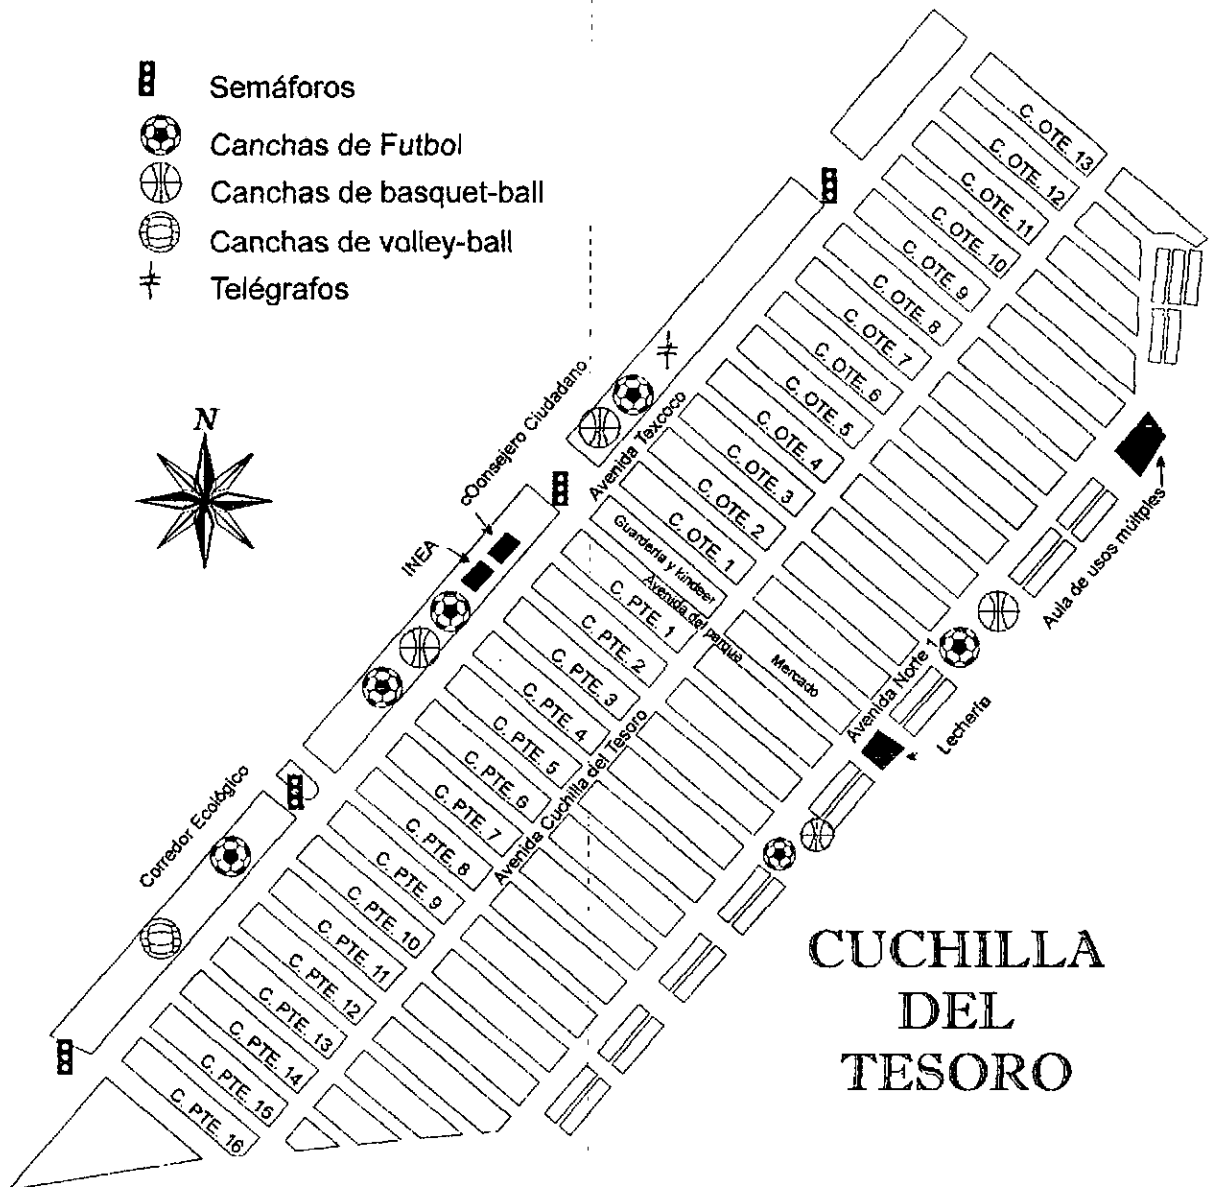 Semáforos
Canchas de Futbol
Canchas de basquet-ball
Canchas de volley-ball
Telégrafos
N
C. OTE. 13
C. OTE. 12
C. OTE. 11
C. OTE. 10
C. OTE. 9
C. OTE. 8
C. OTE. 7
C. OTE. 6
C. OTE. 5
C. OTE. 4
C. OTE. 3
C. OTE. 2
C. OTE. 1
Guardería y kindser
Avenida del parque
Mercado
C. PTE. 1
C. PTE. 2
C. PTE. 3
C. PTE. 4
C. PTE. 5
C. PTE. 6
C. PTE. 7
C. PTE. 8
C. PTE. 9
C. PTE. 10
C. PTE. 11
C. PTE. 12
C. PTE. 13
C. PTE. 14
C. PTE. 15
C. PTE. 16
cOonsejero Ciudadano
INEA
Avenida Texcoco
Corredor Ecológico
Avenida Cuchilla del Tesoro
Avenida Norte 1
Lechería
Aula de usos múltples
CUCHILLA
DEL
TESORO